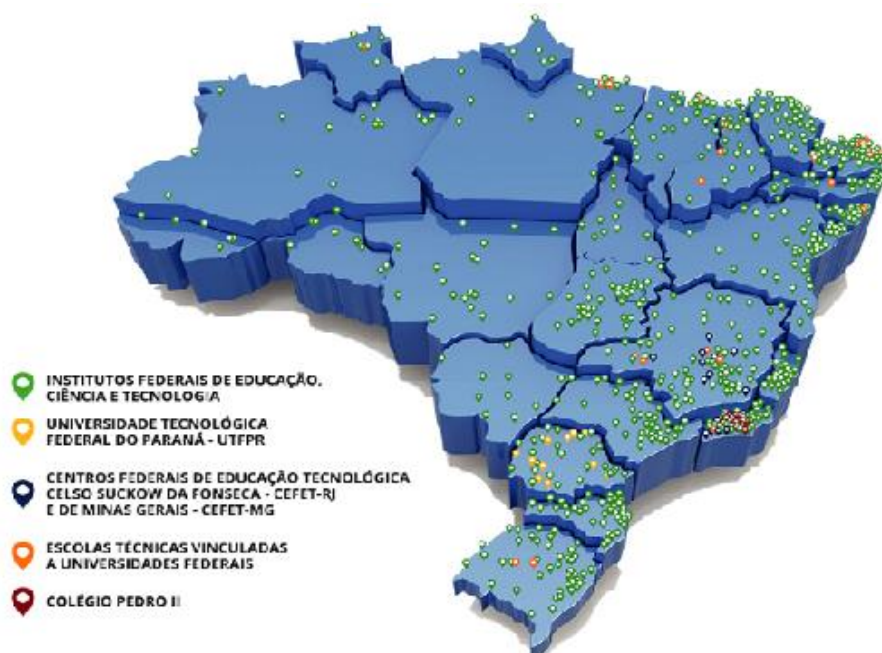 INSTITUTOS FEDERAIS DE EDUCAÇÃO,
CIÊNCIA E TECNOLOGIA
UNIVERSIDADE TECNOLÓGICA
FEDERAL DO PARANÁ - UTFPR
CENTROS FEDERAIS DE EDUCAÇÃO TECNOLÓGICA
CELSO SUCKOW DA FONSECA - CEFET-RJ
E DE MINAS GERAIS - CEFET-MG
ESCOLAS TÉCNICAS VINCULADAS
A UNIVERSIDADES FEDERAIS
COLÉGIO PEDRO II